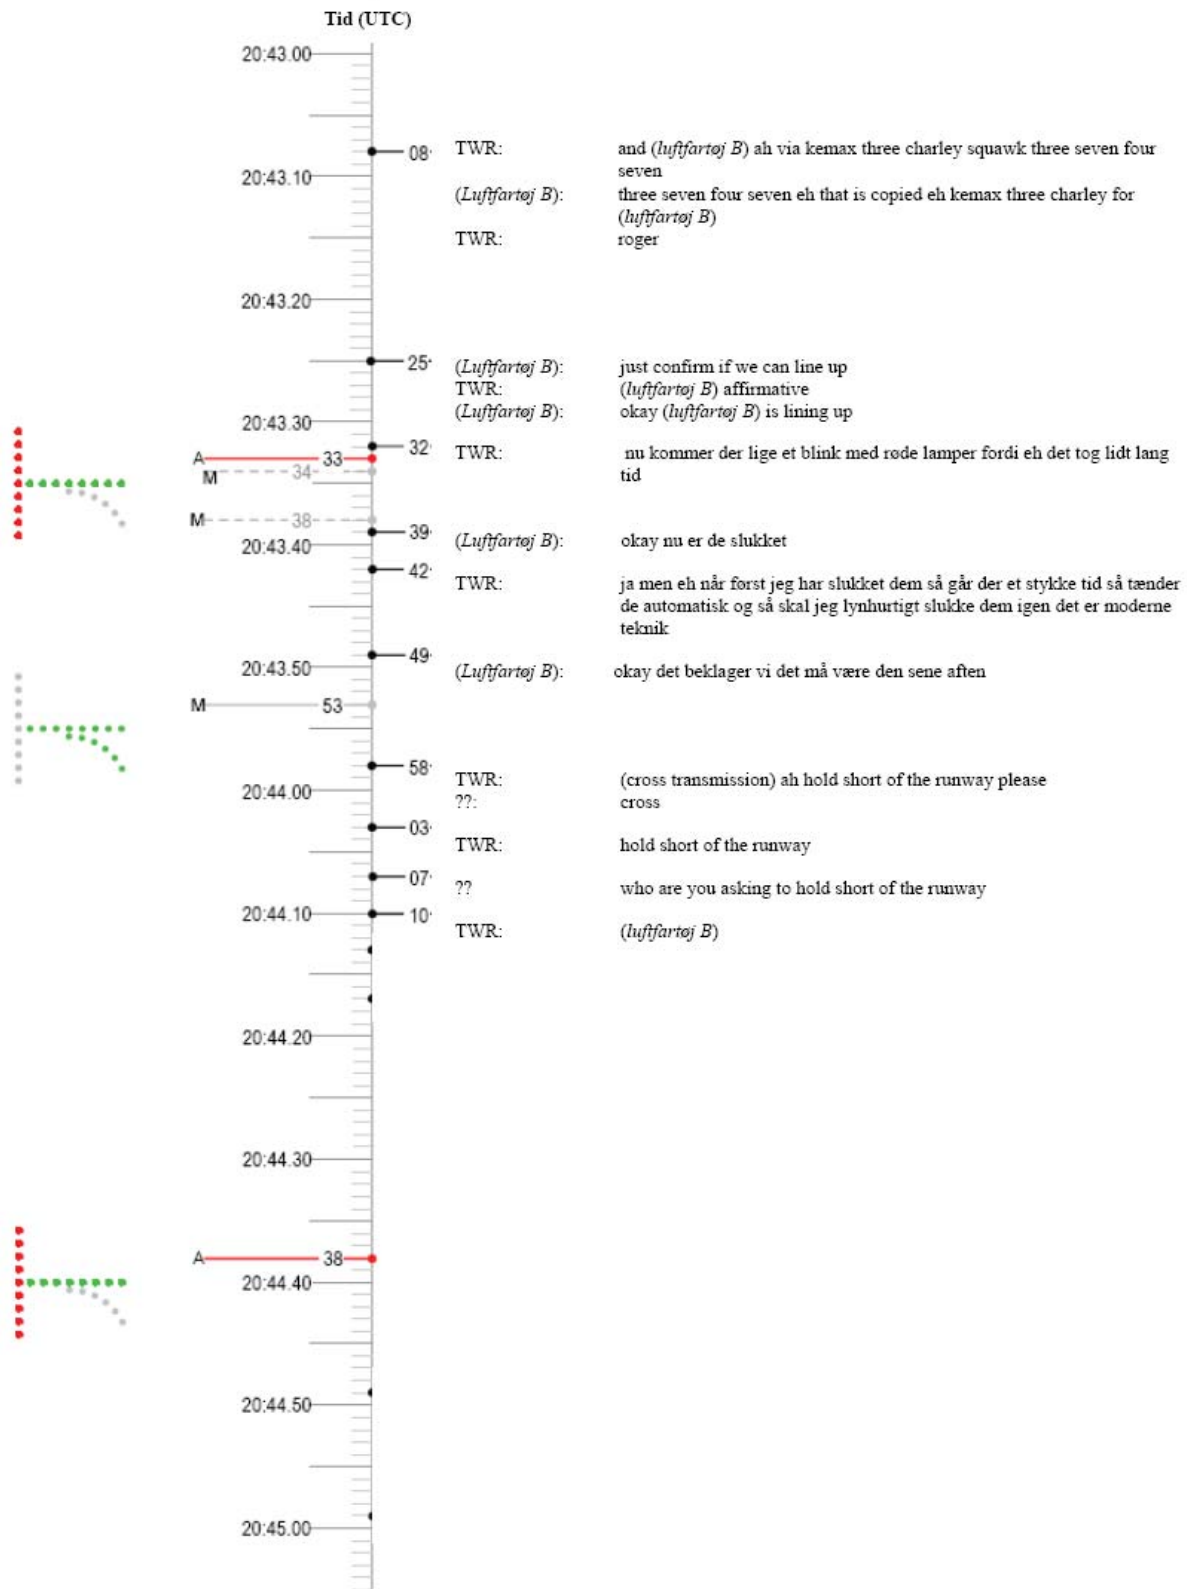 Tid (UTC)
20:43.00
08 TWR: and (luftfartøj B) ah via kemax three charley squawk three seven four
seven
20:43.10
(Luftfartøj B): three seven four seven eh that is copied eh kemax three charley for
(luftfartøj B)
TWR: roger
20:43.20
25 (Luftfartøj B): just confirm if we can line up
TWR: (luftfartøj B) affirmative
(Luftfartøj B): okay (luftfartøj B) is lining up
20:43.30
32 TWR: nu kommer der lige et blink med røde lamper fordi eh det tog lidt lang
tid
A 33
M 34
M 38
39 (Luftfartøj B): okay nu er de slukket
20:43.40
42 TWR: ja men eh når først jeg har slukket dem så går der et stykke tid så tænder
de automatisk og så skal jeg lynhurtigt slukke dem igen det er moderne
teknik
49 (Luftfartøj B): okay det beklager vi det må være den sene aften
20:43.50
M 53
58 TWR: (cross transmission) ah hold short of the runway please
20:44.00
??: cross
03 TWR: hold short of the runway
07 ?? who are you asking to hold short of the runway
20:44.10
10 TWR: (luftfartøj B)
20:44.20
20:44.30
A 38
20:44.40
20:44.50
20:45.00